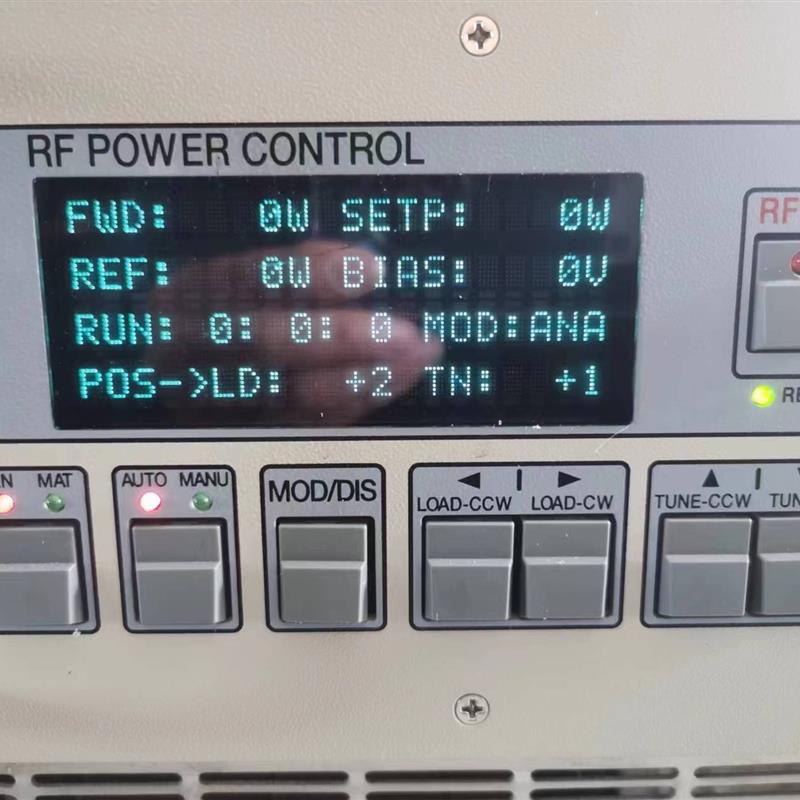 RF POWER CONTROL
FWD: 0W SETP: 0W
REF: 0W BIAS: 0V
RUN: 0: 0: 0 MOD:ANA
POS->LD: +2 TN: +1
RF
MAT
AUTO MANU
MOD/DIS
LOAD-CCW LOAD-CW
TUNE-CCW